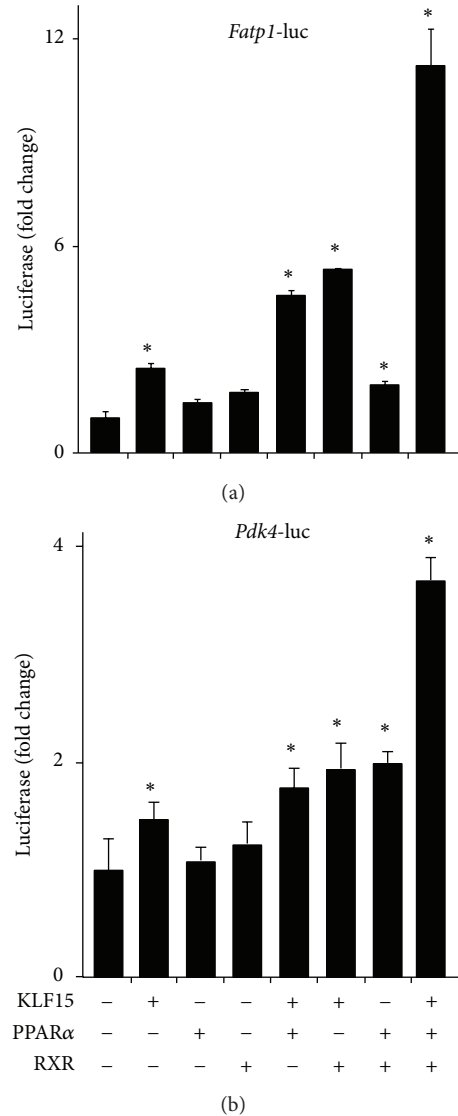 Fatp1-luc
*
12
*
*
6
*
*
0
Luciferase (fold change)
(a)
Pdk4-luc
*
4
*
*
*
2
*
0
Luciferase (fold change)
KLF15 − + − − + + − +
PPARα − − + − + − + +
RXR − − − + − + + +
(b)